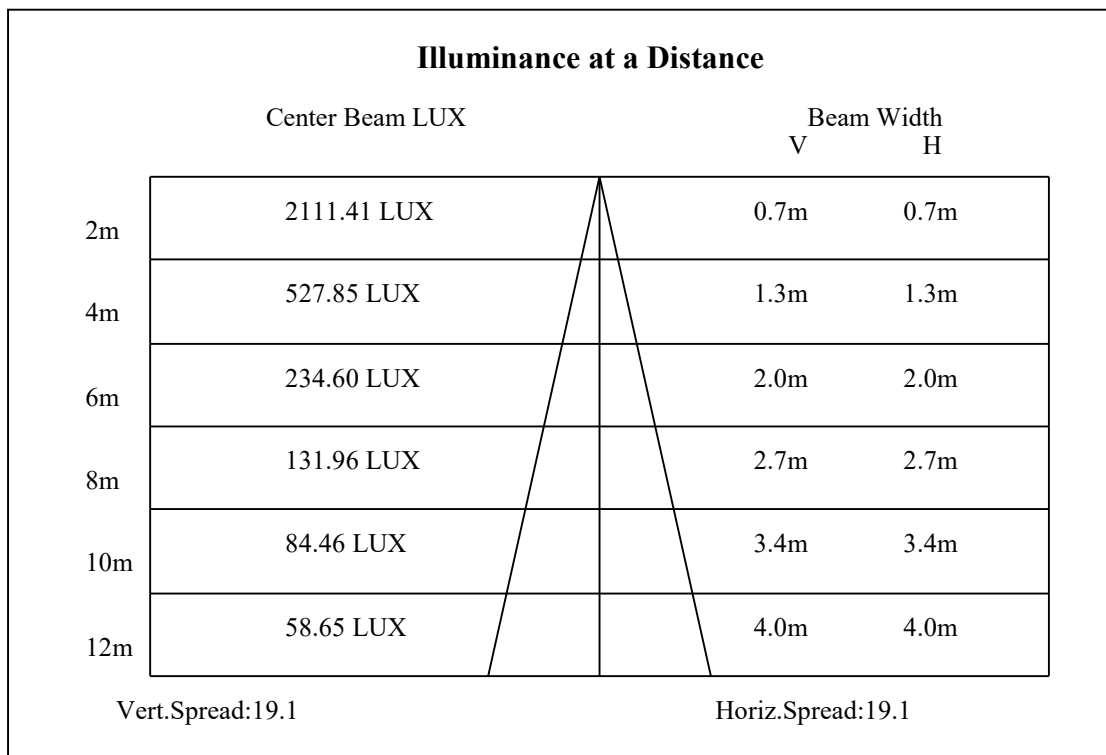 Illuminance at a Distance
Center Beam LUX Beam Width
V H
2m 2111.41 LUX 0.7m 0.7m
4m 527.85 LUX 1.3m 1.3m
6m 234.60 LUX 2.0m 2.0m
8m 131.96 LUX 2.7m 2.7m
10m 84.46 LUX 3.4m 3.4m
12m 58.65 LUX 4.0m 4.0m
Vert.Spread:19.1 Horiz.Spread:19.1